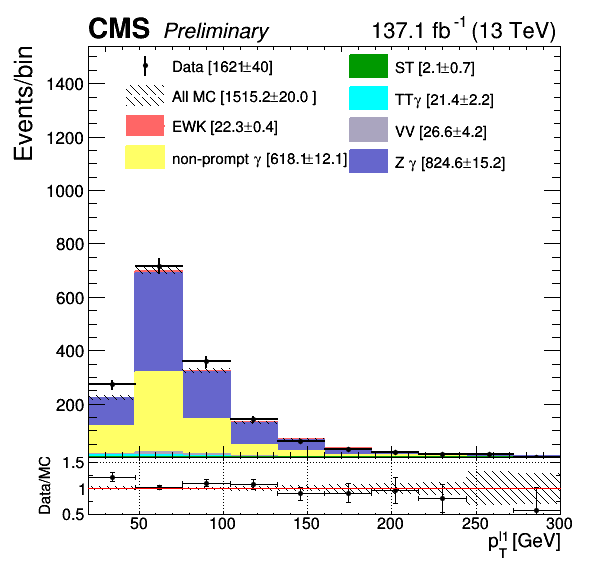 CMS Preliminary 137.1 fb⁻¹ (13 TeV)
Events/bin
Data [1621±40]
All MC [1515.2±20.0 ]
EWK [22.3±0.4]
non-prompt γ [618.1±12.1]
ST [2.1±0.7]
TTγ [21.4±2.2]
VV [26.6±4.2]
Z γ [824.6±15.2]
1400
1200
1000
800
600
400
200
Data/MC
1.5
1
0.5
50 100 150 200 250 300
p_T^l1 [GeV]